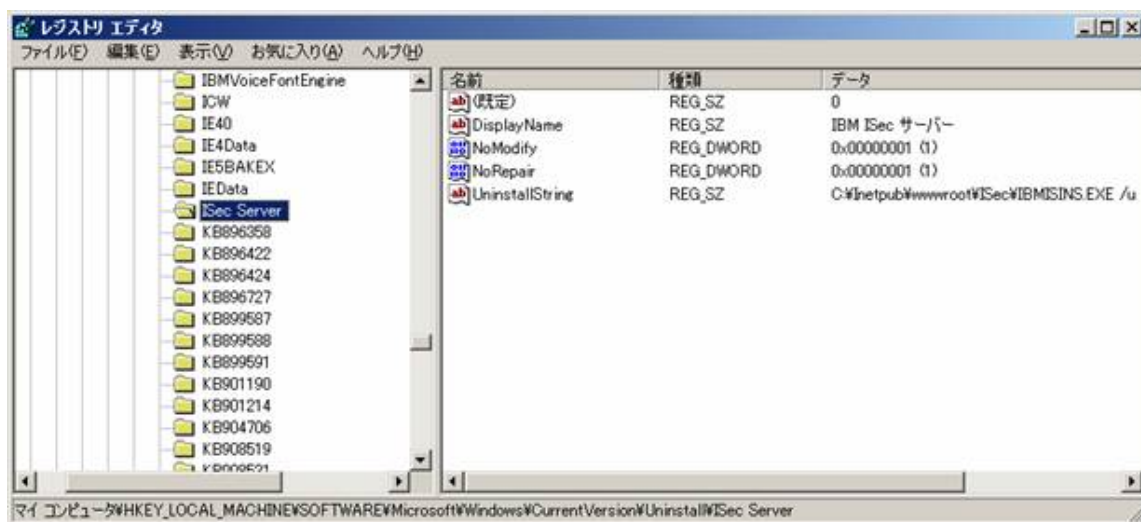 レジストリ エディタ
ファイル(F) 編集(E) 表示(V) お気に入り(A) ヘルプ(H)
IBMVoiceFontEngine
ICW
IE40
IE4Data
IE5BAKEX
IEData
ISec Server
KB896358
KB896422
KB896424
KB896727
KB899587
KB899588
KB899591
KB901190
KB901214
KB904706
KB908519
KB908531
名前 種類 データ
(既定) REG_SZ 0
DisplayName REG_SZ IBM ISec サーバー
NoModify REG_DWORD 0x00000001 (1)
NoRepair REG_DWORD 0x00000001 (1)
UninstallString REG_SZ C:¥Inetpub¥wwwroot¥ISec¥IBMISINS.EXE /u
マイ コンピュータ¥HKEY_LOCAL_MACHINE¥SOFTWARE¥Microsoft¥Windows¥CurrentVersion¥Uninstall¥ISec Server